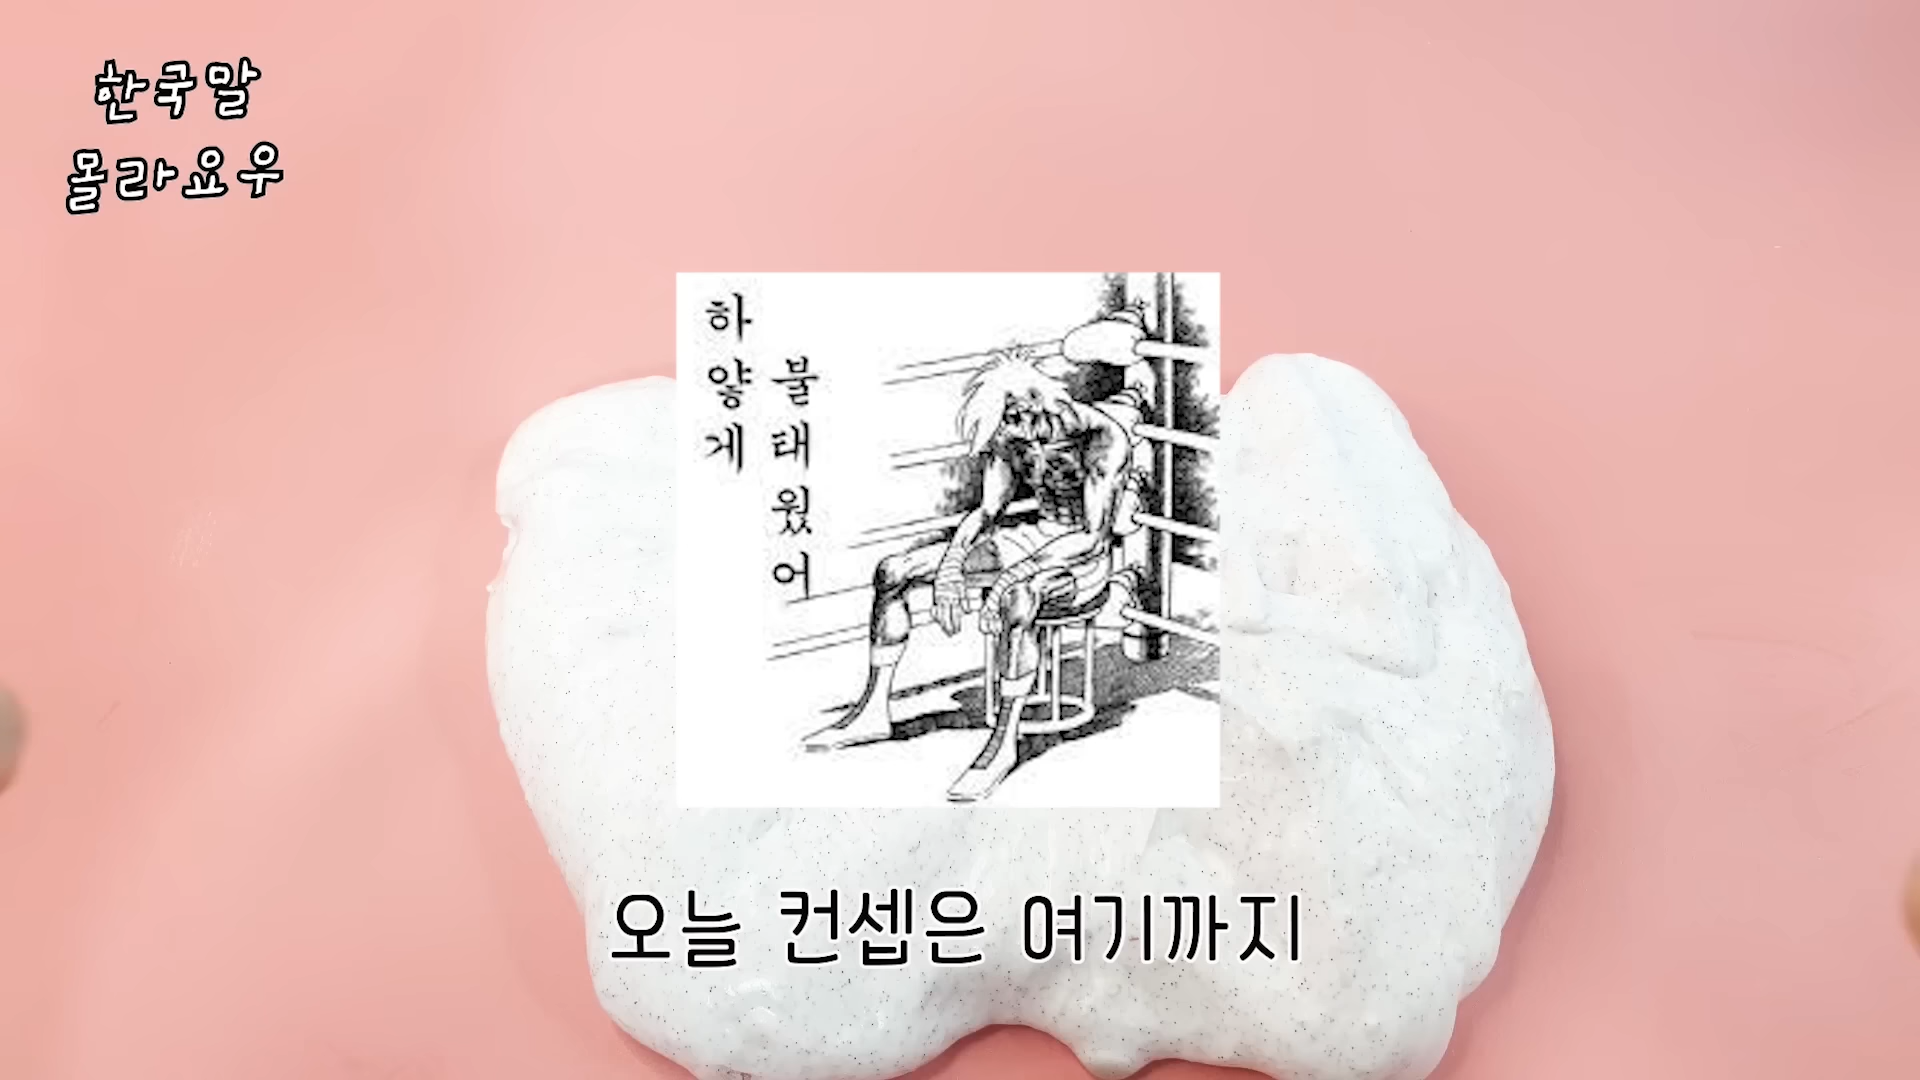 한국말
몰라요우
하얗게
불태웠어
오늘 컨셉은 여기까지